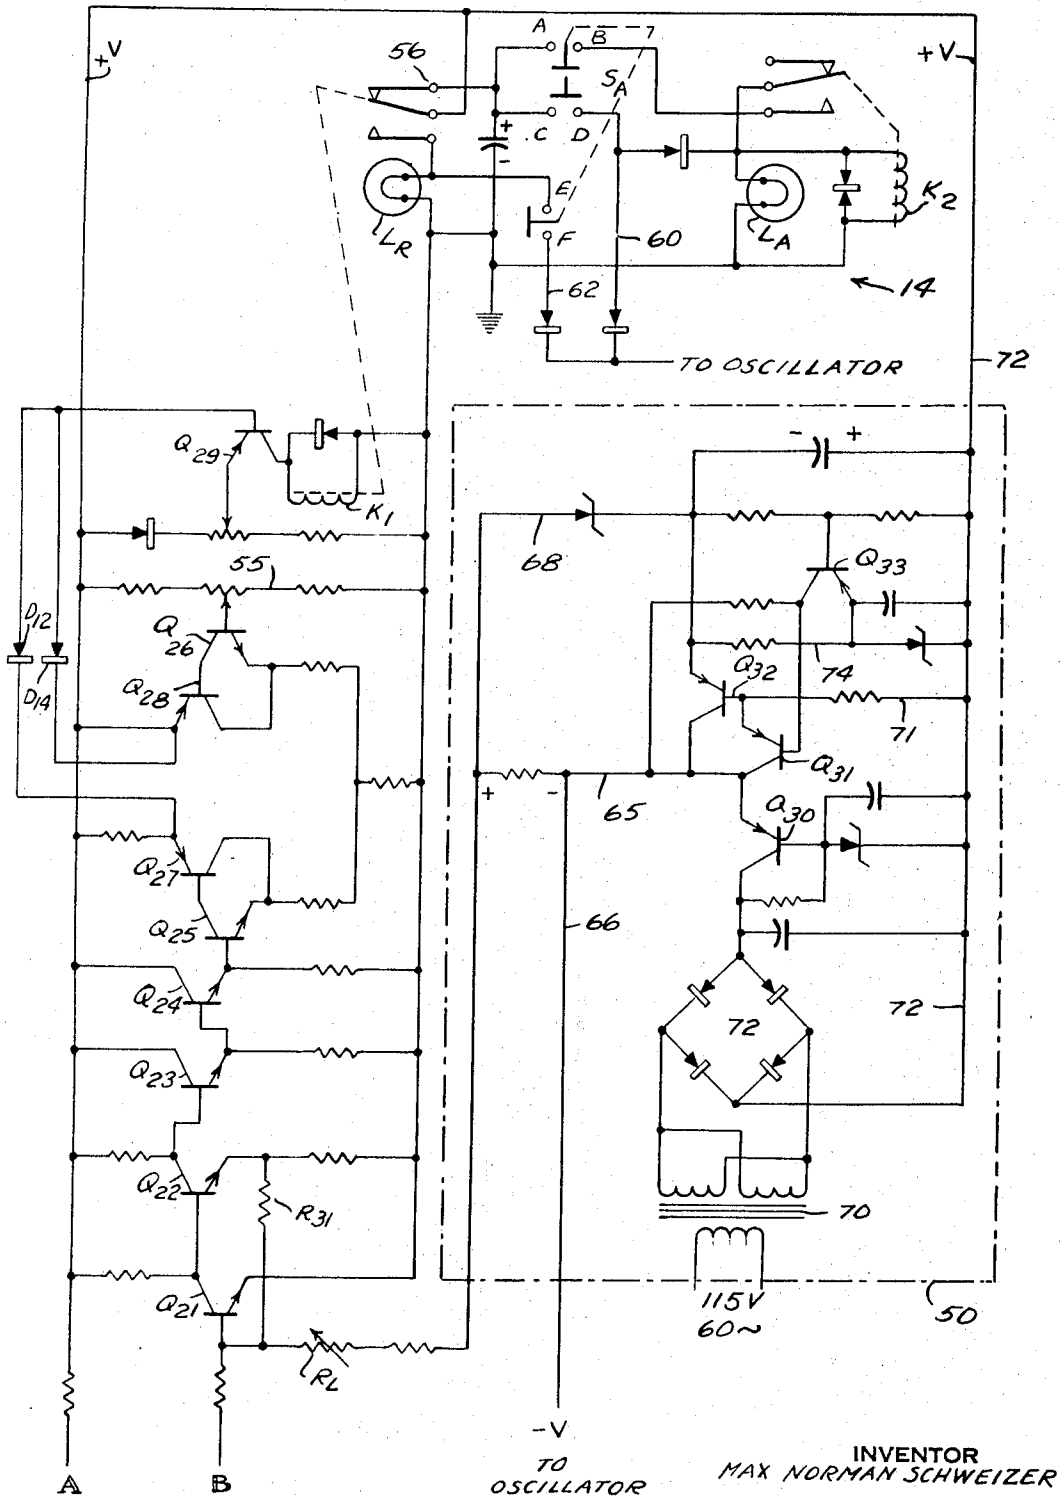 +V
56
A
B
S_A
+V
C
D
+
-
E
L_R
F
60
L_A
K_2
62
14
TO OSCILLATOR
72
Q_29
K_1
-
+
68
Q_33
55
D_12
Q_26
D_14
Q_28
74
Q_32
71
Q_31
+
-
65
Q_30
Q_27
Q_25
66
Q_24
72
72
Q_23
Q_22
R_31
70
Q_21
115V
60~
50
R_L
-V
TO
OSCILLATOR
A
B
INVENTOR
MAX NORMAN SCHWEIZER